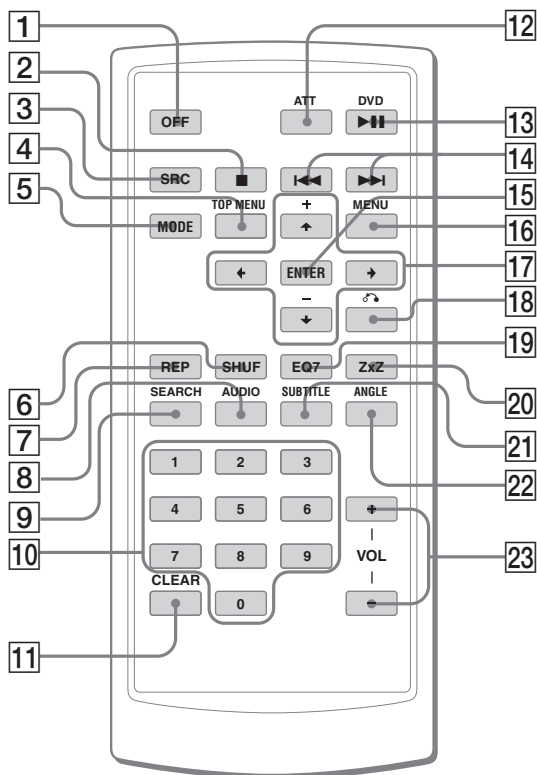 1
12
2
ATT DVD
OFF ▶▮▮
13
3
4
SRC ■ |◀◀ ▶▶|
14
5
TOP MENU + MENU
15
MODE ↑
16
← ENTER →
17
−
↓
18
19
REP SHUF EQ7 ZxZ
6
20
SEARCH AUDIO SUBTITLE ANGLE
7
21
8
22
1 2 3
9
4 5 6 +
10
7 8 9 VOL
23
CLEAR
0 −
11